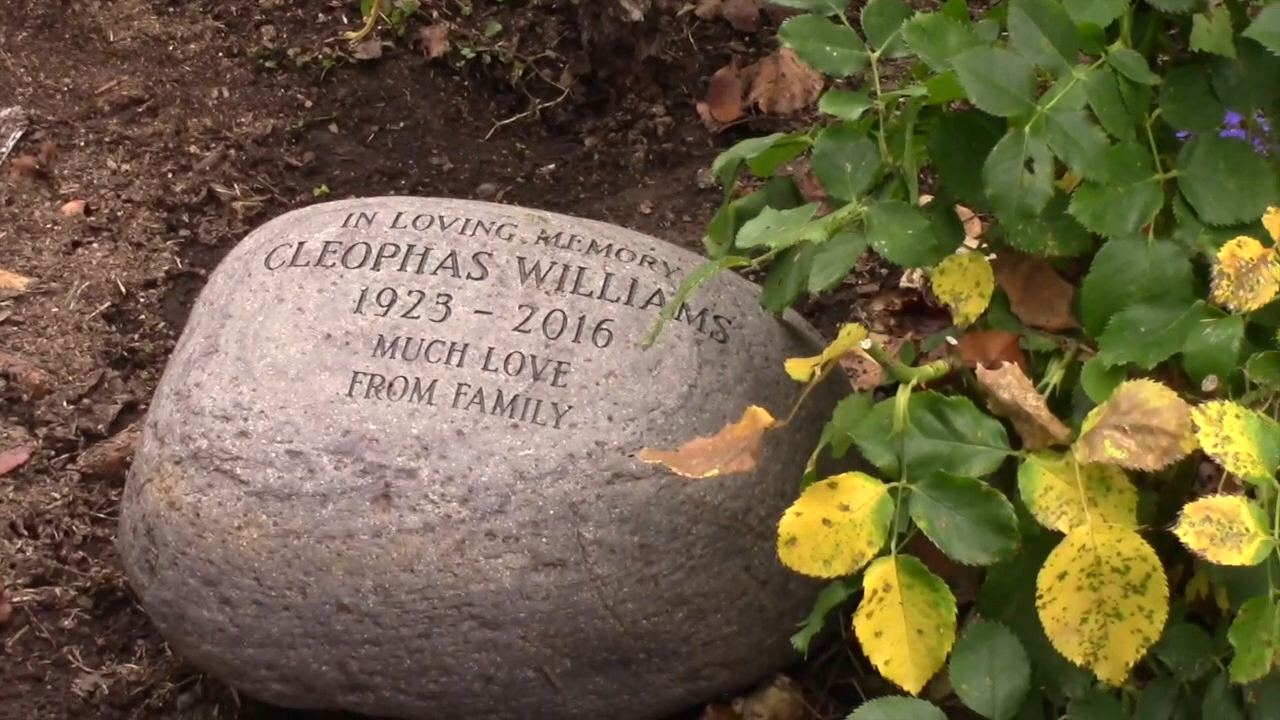 IN LOVING MEMORY
CLEOPHAS WILLIAMS
1923 - 2016
MUCH LOVE
FROM FAMILY